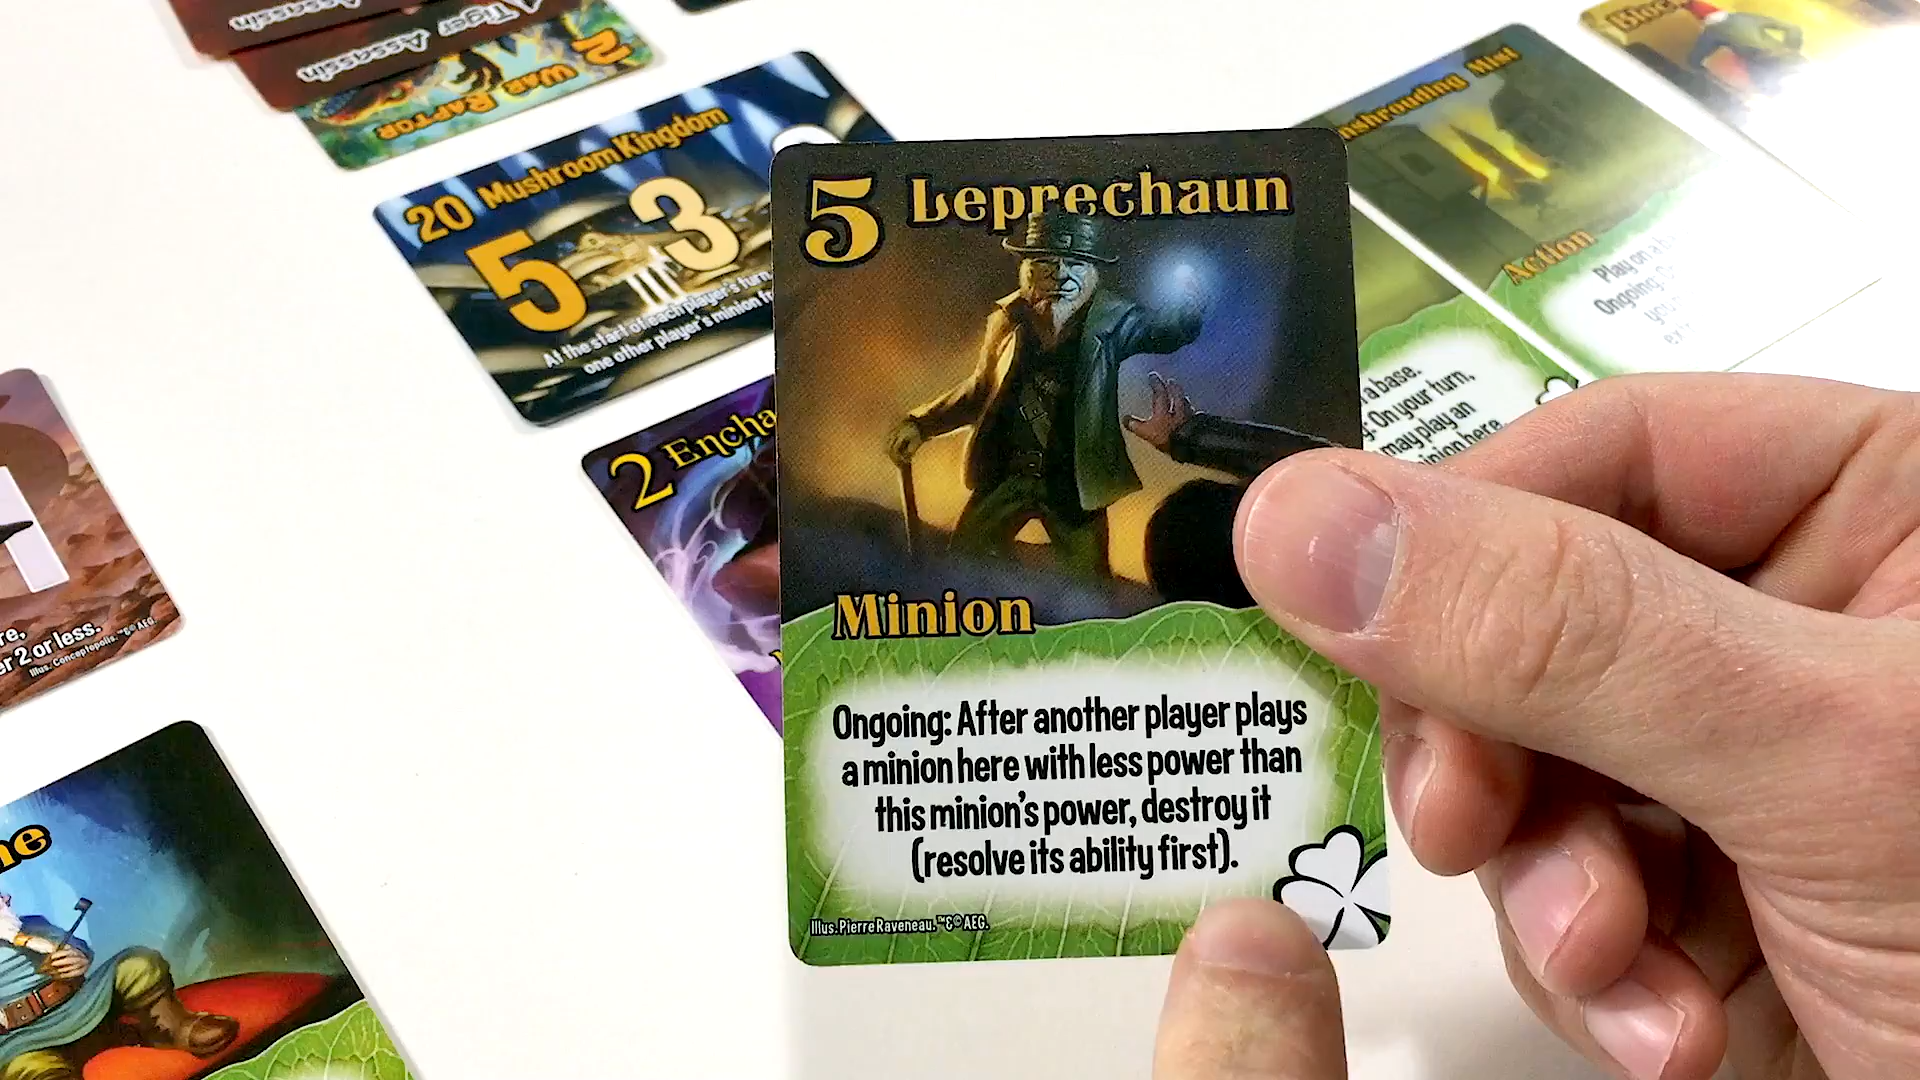 Assassin
Tiger
Assassin
2
War Raptor
20 Mushroom Kingdom
5 3
At the start of each player's turn
one other player's minion
2
5 Leprechaun
Minion
Ongoing: After another player plays
a minion here with less power than
this minion's power, destroy it
(resolve its ability first).
Illus. Pierre Raveneau. ™&© AEG.
Mist
Action
Play on a
Ongoing:
a base.
On your turn,
may play an
here.
2 or less.
Illus. Conceptopolis. ™&© AEG.